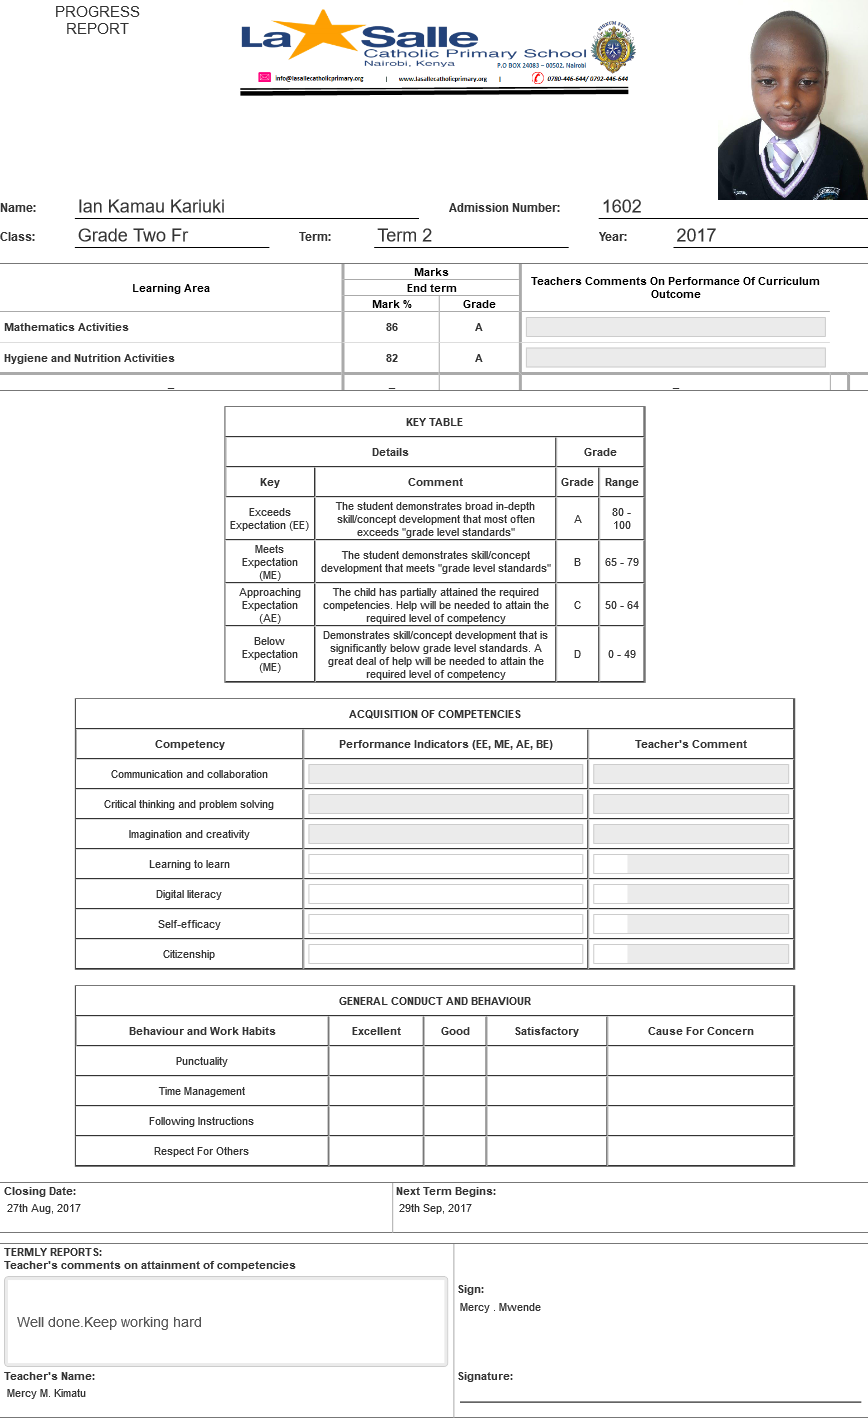 PROGRESS
REPORT
La Salle
Catholic Primary School
Nairobi, Kenya
P.O BOX 24083 – 00502, Nairobi
info@lasallecatholicprimary.org | www.lasallecatholicprimary.org | 0780-446-644/ 0792-446-644
Name: Ian Kamau Kariuki Admission Number: 1602
Class: Grade Two Fr Term: Term 2 Year: 2017
Learning Area Marks Teachers Comments On Performance Of Curriculum Outcome
End term
Mark % Grade
Mathematics Activities 86 A
Hygiene and Nutrition Activities 82 A
– – –
KEY TABLE
Details Grade
Key Comment Grade Range
Exceeds Expectation (EE) The student demonstrates broad in-depth skill/concept development that most often exceeds "grade level standards" A 80 - 100
Meets Expectation (ME) The student demonstrates skill/concept development that meets "grade level standards" B 65 - 79
Approaching Expectation (AE) The child has partially attained the required competencies. Help will be needed to attain the required level of competency C 50 - 64
Below Expectation (ME) Demonstrates skill/concept development that is significantly below grade level standards. A great deal of help will be needed to attain the required level of competency D 0 - 49
ACQUISITION OF COMPETENCIES
Competency Performance Indicators (EE, ME, AE, BE) Teacher's Comment
Communication and collaboration
Critical thinking and problem solving
Imagination and creativity
Learning to learn
Digital literacy
Self-efficacy
Citizenship
GENERAL CONDUCT AND BEHAVIOUR
Behaviour and Work Habits Excellent Good Satisfactory Cause For Concern
Punctuality
Time Management
Following Instructions
Respect For Others
Closing Date: Next Term Begins:
27th Aug, 2017 29th Sep, 2017
TERMLY REPORTS:
Teacher's comments on attainment of competencies
Sign:
Mercy . Mwende
Well done.Keep working hard
Teacher's Name: Signature:
Mercy M. Kimatu